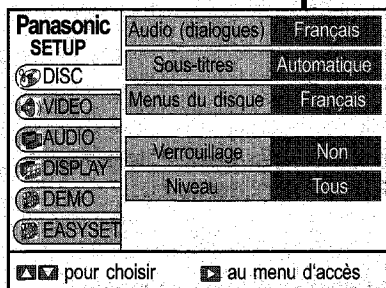 Panasonic
SETUP
DISC
VIDEO
AUDIO
DISPLAY
DEMO
EASYSET
Audio (dialogues) Français
Sous-titres Automatique
Menus du disque Français
Verrouillage Non
Niveau Tous
pour choisir au menu d'accès